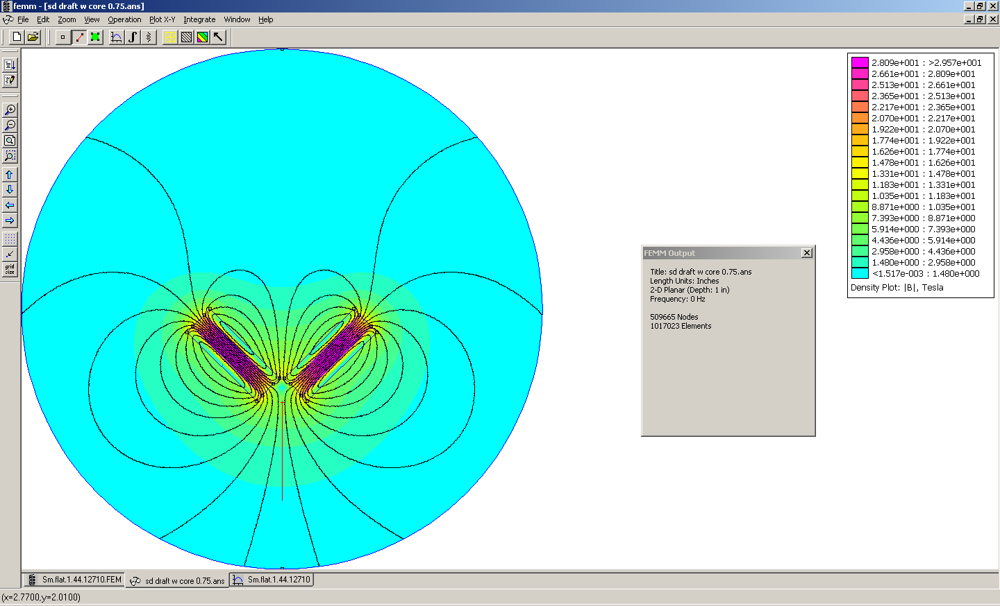 femm - [sd draft w core 0.75.ans]
File Edit Zoom View Operation Plot X-Y Integrate Window Help
grid
size
2.809e+001 : >2.957e+001
2.661e+001 : 2.809e+001
2.513e+001 : 2.661e+001
2.365e+001 : 2.513e+001
2.217e+001 : 2.365e+001
2.070e+001 : 2.217e+001
1.922e+001 : 2.070e+001
1.774e+001 : 1.922e+001
1.626e+001 : 1.774e+001
1.478e+001 : 1.626e+001
1.331e+001 : 1.478e+001
1.183e+001 : 1.331e+001
1.035e+001 : 1.183e+001
8.871e+000 : 1.035e+001
7.393e+000 : 8.871e+000
5.914e+000 : 7.393e+000
4.436e+000 : 5.914e+000
2.958e+000 : 4.436e+000
1.480e+000 : 2.958e+000
<1.517e-003 : 1.480e+000
Density Plot: |B|, Tesla
FEMM Output
Title: sd draft w core 0.75.ans
Length Units: Inches
2-D Planar (Depth: 1 in)
Frequency: 0 Hz
509665 Nodes
1017023 Elements
Sm.flat.1.44.12710.FEM sd draft w core 0.75.ans Sm.flat.1.44.12710
(x=2.7700,y=2.0100)